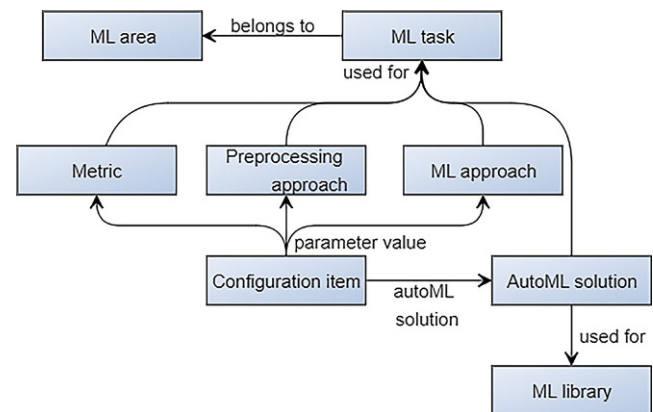 ML area
belongs to
ML task
used for
Metric
Preprocessing
approach
ML approach
parameter value
Configuration item
autoML
solution
AutoML solution
used for
ML library